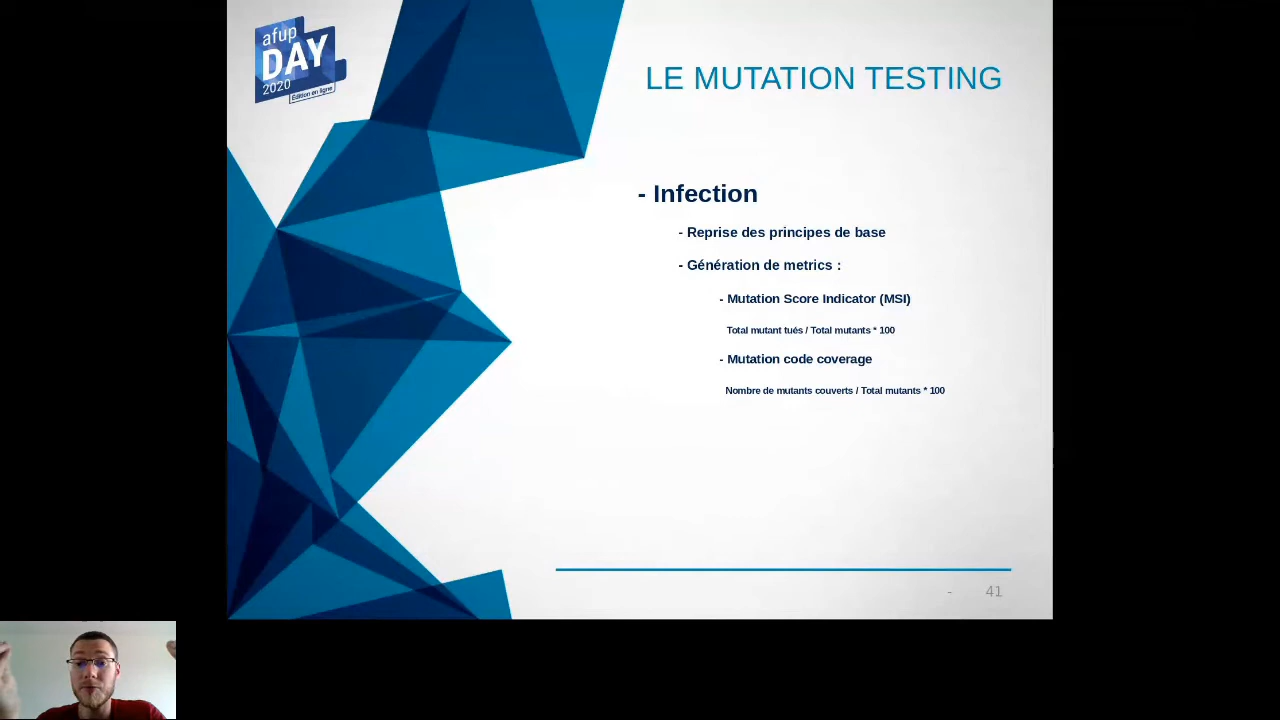 afup
DAY
2020
Édition en ligne
LE MUTATION TESTING
- Infection
- Reprise des principes de base
- Génération de metrics :
- Mutation Score Indicator (MSI)
Total mutant tués / Total mutants * 100
- Mutation code coverage
Nombre de mutants couverts / Total mutants * 100
- 41